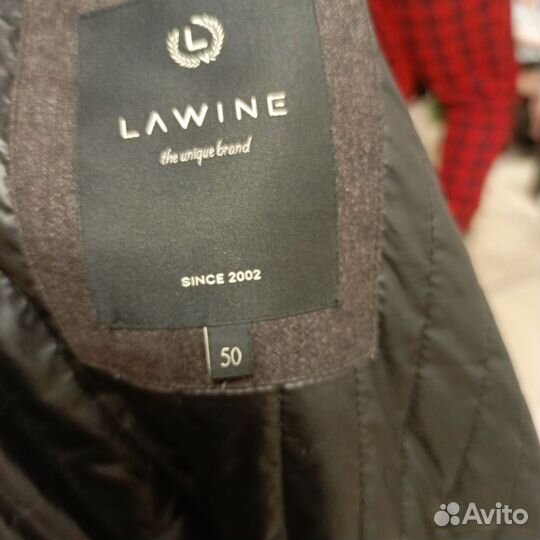 L
LAWINE
the unique brand
SINCE 2002
50
Avito